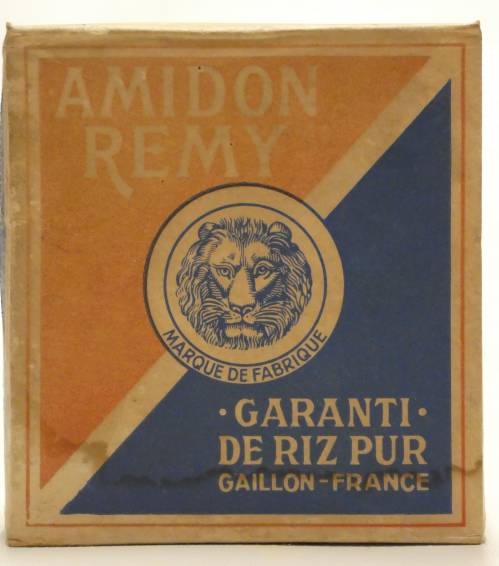 AMIDON
REMY
MARQUE DE FABRIQUE
·GARANTI·
DE RIZ PUR
GAILLON-FRANCE